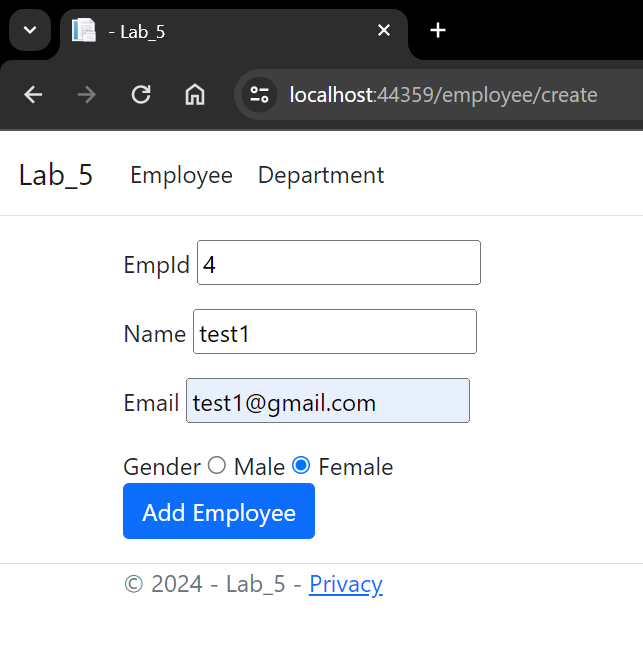 - Lab_5
localhost:44359/employee/create
Lab_5 Employee Department
EmpId 4
Name test1
Email test1@gmail.com
Gender Male Female
Add Employee
© 2024 - Lab_5 - Privacy